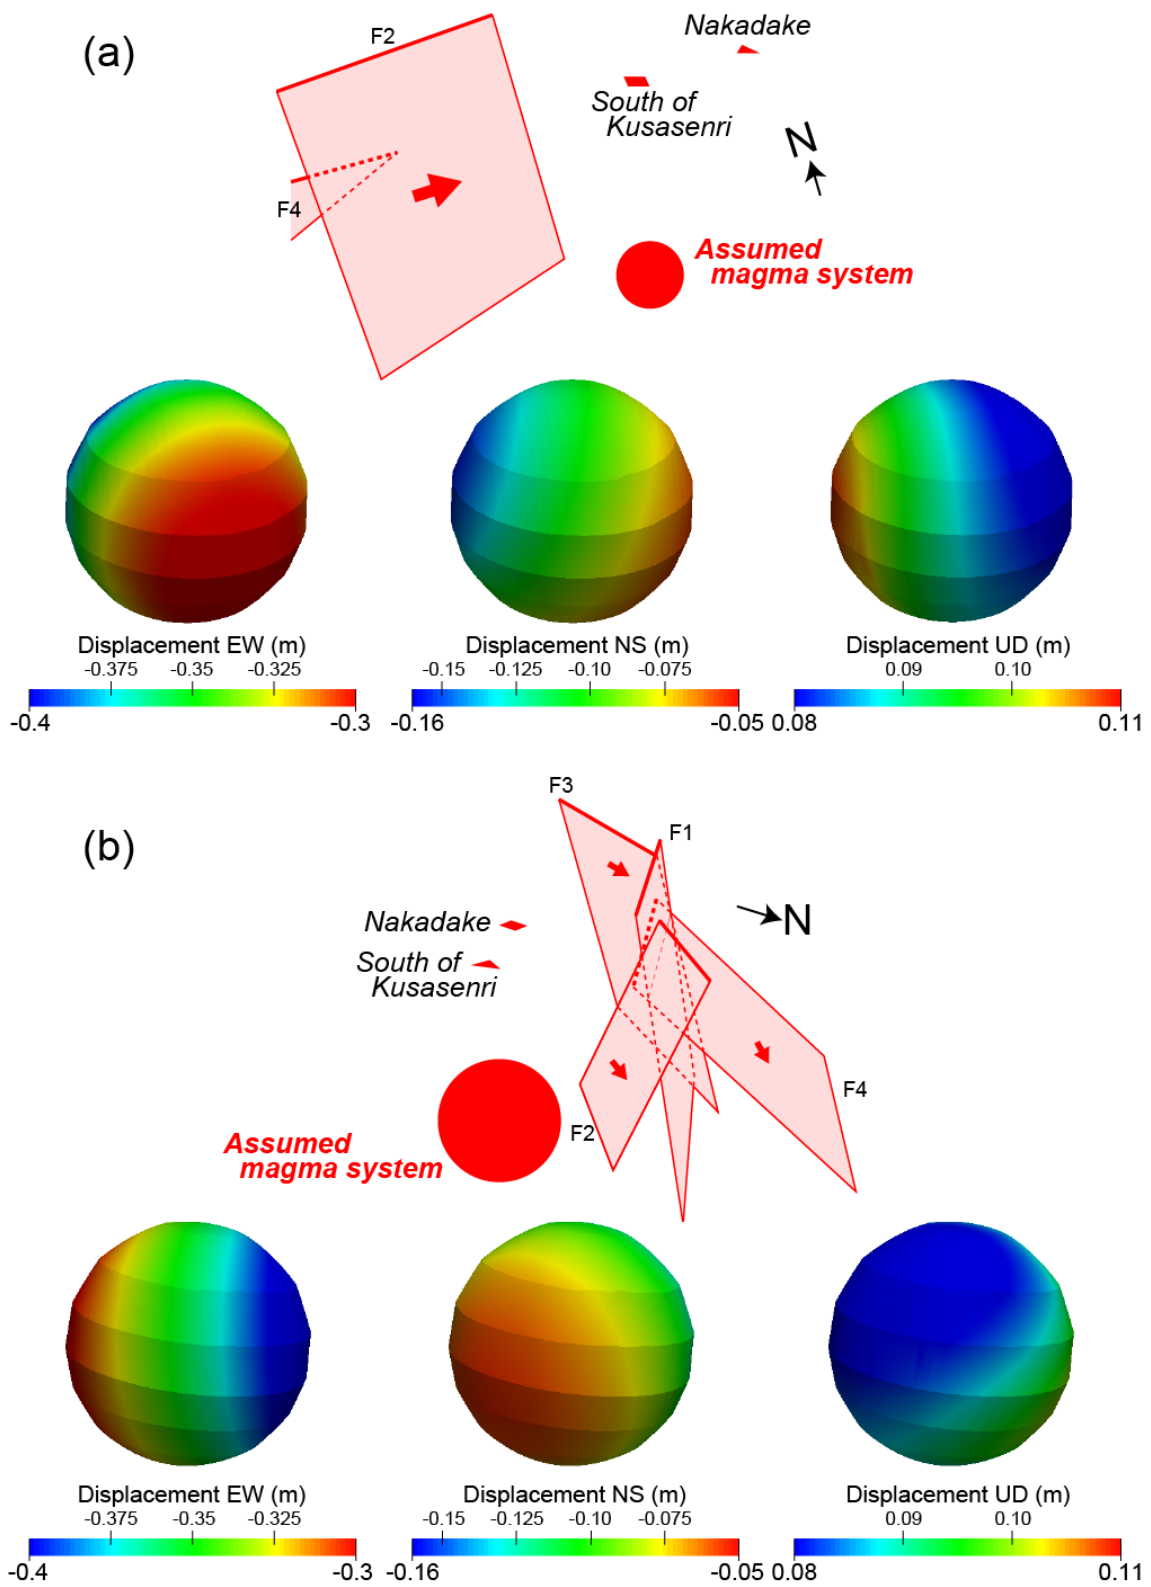 (a)
F2
Nakadake
South of
Kusasenri
N
F4
Assumed
magma system
Displacement EW (m)
-0.375 -0.35 -0.325
-0.4 -0.3
Displacement NS (m)
-0.15 -0.125 -0.10 -0.075
-0.16 -0.05
Displacement UD (m)
0.09 0.10
0.08 0.11
(b)
F3
F1
Nakadake
N
South of
Kusasenri
F4
F2
Assumed
magma system
Displacement EW (m)
-0.375 -0.35 -0.325
-0.4 -0.3
Displacement NS (m)
-0.15 -0.125 -0.10 -0.075
-0.16 -0.05
Displacement UD (m)
0.09 0.10
0.08 0.11